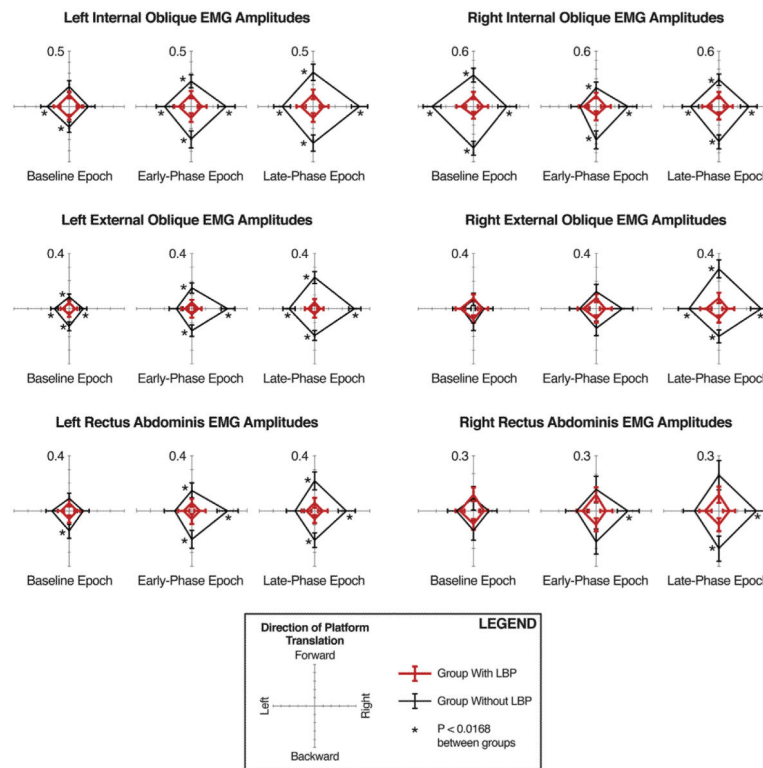 Left Internal Oblique EMG Amplitudes
Right Internal Oblique EMG Amplitudes
0.5
0.5
0.5
0.6
0.6
0.6
* *
* * *
* * * *
* * *
* * *
* * * *
Baseline Epoch
Early-Phase Epoch
Late-Phase Epoch
Baseline Epoch
Early-Phase Epoch
Late-Phase Epoch
Left External Oblique EMG Amplitudes
Right External Oblique EMG Amplitudes
0.4
0.4
0.4
0.4
0.4
0.4
* * * *
* * *
* * * *
* * * *
Baseline Epoch
Early-Phase Epoch
Late-Phase Epoch
Baseline Epoch
Early-Phase Epoch
Late-Phase Epoch
Left Rectus Abdominis EMG Amplitudes
Right Rectus Abdominis EMG Amplitudes
0.4
0.4
0.4
0.3
0.3
0.3
*
* * *
* * *
*
* *
Baseline Epoch
Early-Phase Epoch
Late-Phase Epoch
Baseline Epoch
Early-Phase Epoch
Late-Phase Epoch
LEGEND
Direction of Platform
Translation
Forward
Left
Right
Backward
Group With LBP
Group Without LBP
* P < 0.0168
between groups